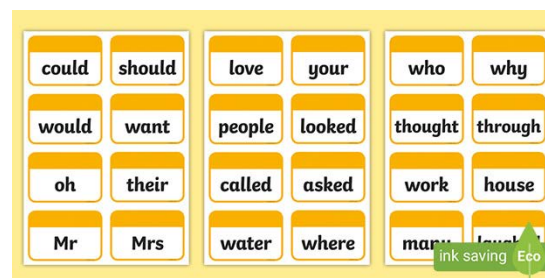 could should love your who why
would want people looked thought through
oh their called asked work house
Mr Mrs water where many
ink saving Eco